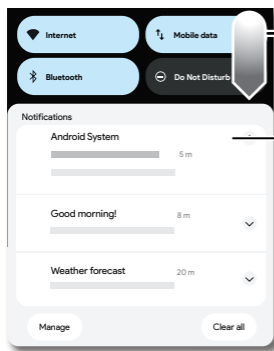 Internet
Mobile data
Bluetooth
Do Not Disturb
Notifications
Android System
5 m
Good morning!
8 m
Weather forecast
20 m
Manage
Clear all